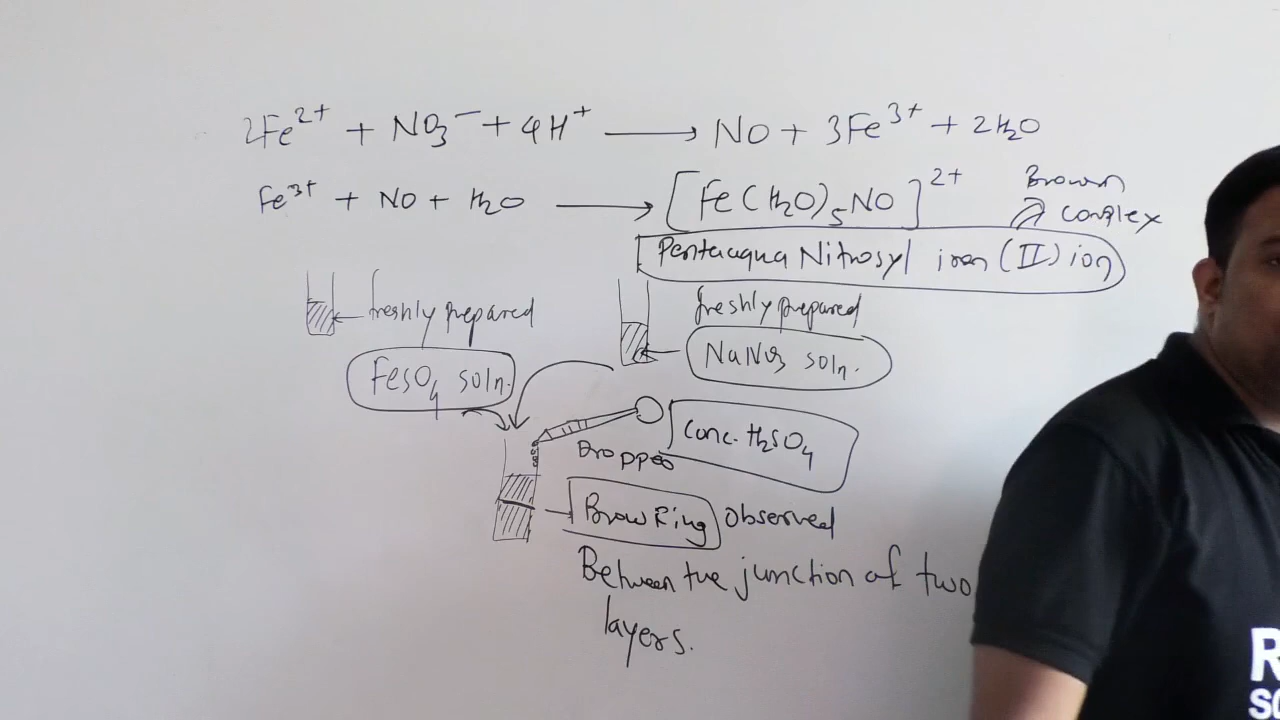 2Fe²⁺ + NO₃⁻ + 4H⁺ ⟶ NO + 3Fe³⁺ + 2H₂O
Fe³⁺ + NO + H₂O ⟶ [Fe(H₂O)₅NO]²⁺
Brown
complex
Pentaaqua Nitrosyl iron (II) ion
freshly prepared
FeSO₄ soln.
freshly prepared
NaNO₃ soln.
Conc. H₂SO₄
Brow Ring observed
Between the junction of two
layers.